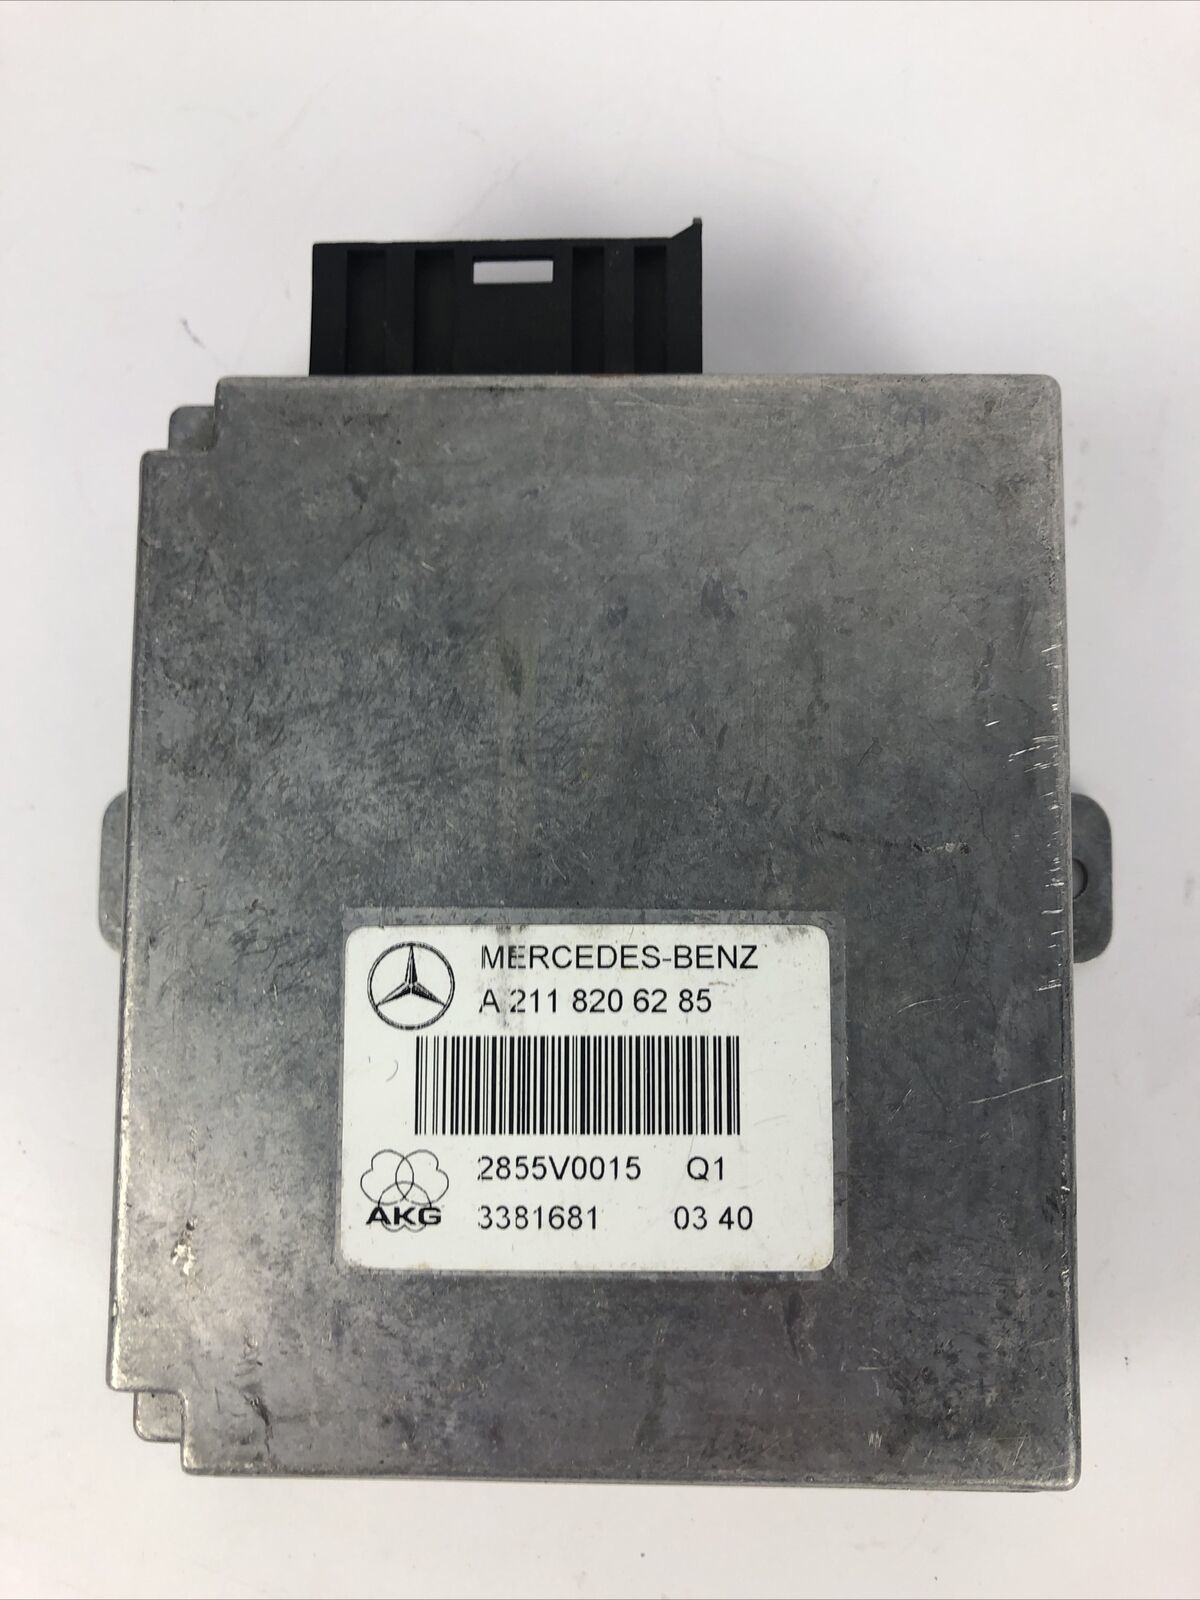 MERCEDES-BENZ
A 211 820 62 85
2855V0015 Q1
AKG
3381681 03 40